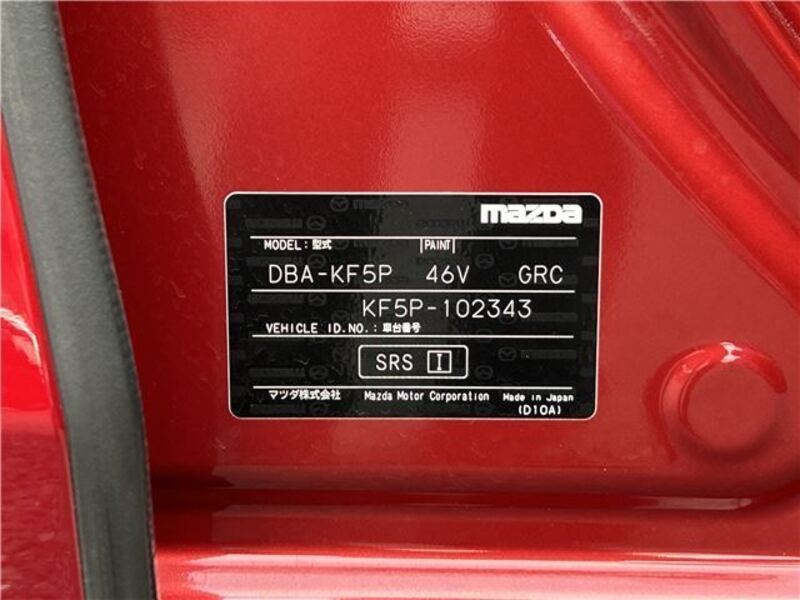 mazda
MODEL：型式 PAINT
DBA-KF5P 46V GRC
KF5P-102343
VEHICLE ID.NO.：車台番号
SRS I
マツダ株式会社 Mazda Motor Corporation Made in Japan
(D10A)